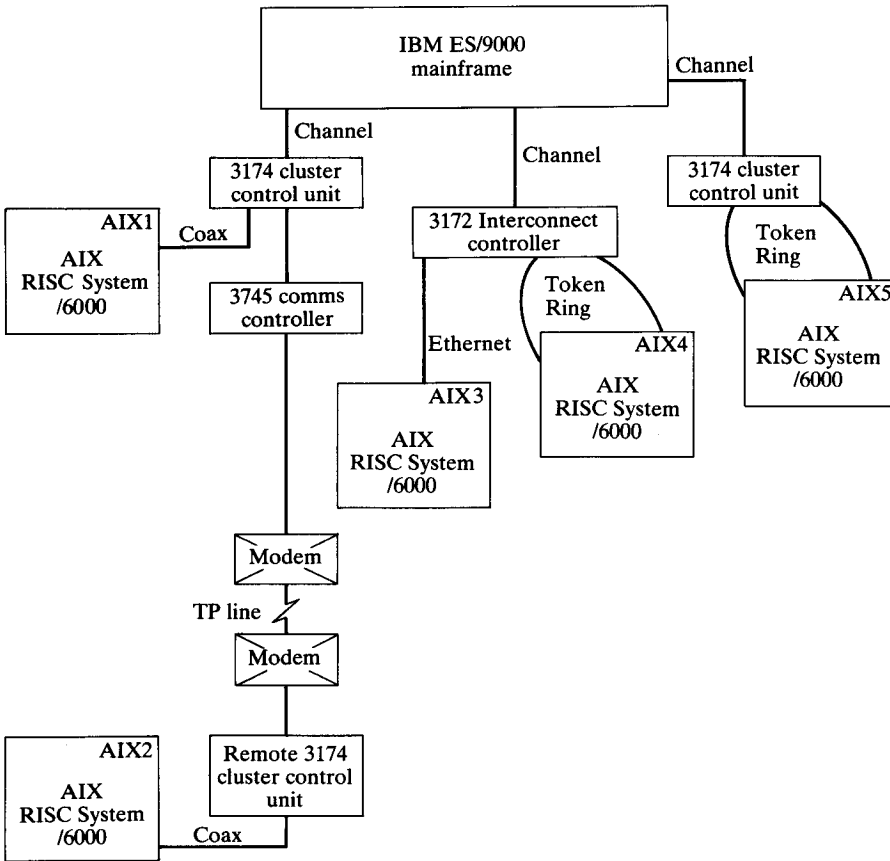 IBM ES/9000
mainframe
Channel
Channel
Channel
3174 cluster
control unit
3174 cluster
control unit
AIX1
AIX
RISC System
/6000
Coax
3172 Interconnect
controller
Token
Ring
3745 comms
controller
Token
Ring
AIX5
AIX
RISC System
/6000
Ethernet
AIX4
AIX
RISC System
/6000
AIX3
AIX
RISC System
/6000
Modem
TP line
Modem
AIX2
AIX
RISC System
/6000
Remote 3174
cluster control
unit
Coax